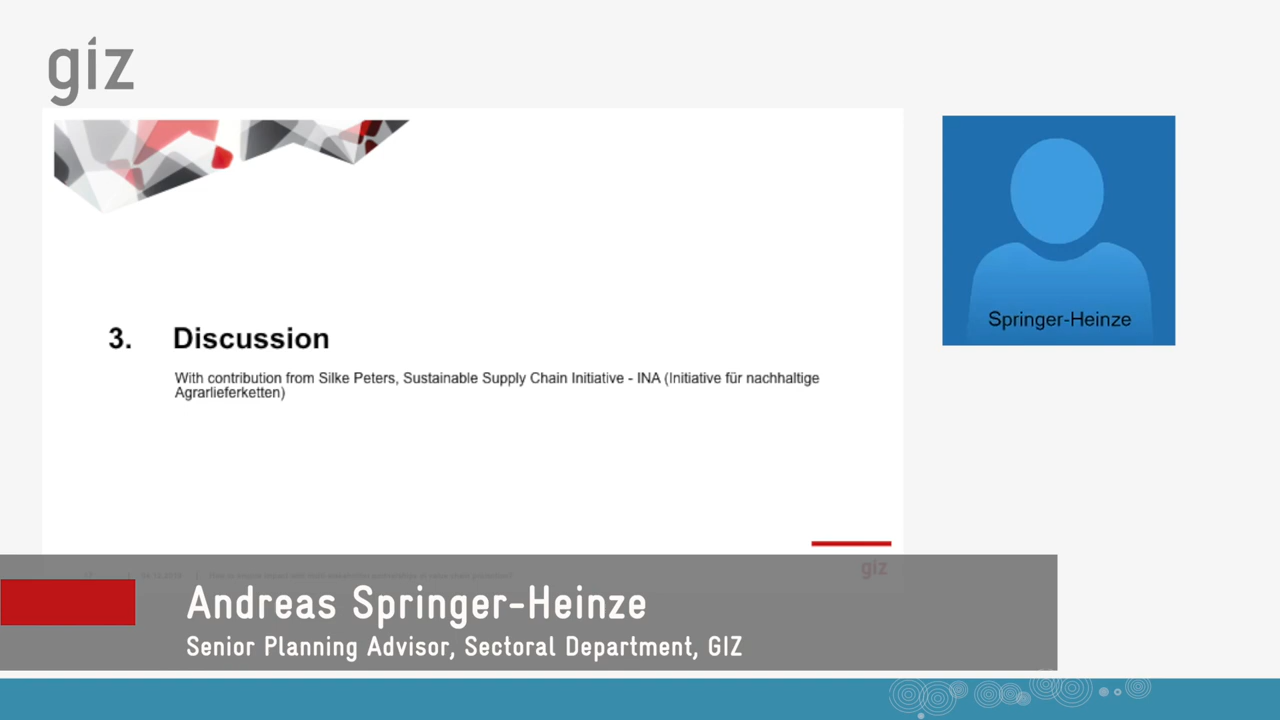 giz
3. Discussion
With contribution from Silke Peters, Sustainable Supply Chain Initiative - INA (Initiative für nachhaltige
Agrarlieferketten)
Springer-Heinze
giz
Andreas Springer-Heinze
Senior Planning Advisor, Sectoral Department, GIZ